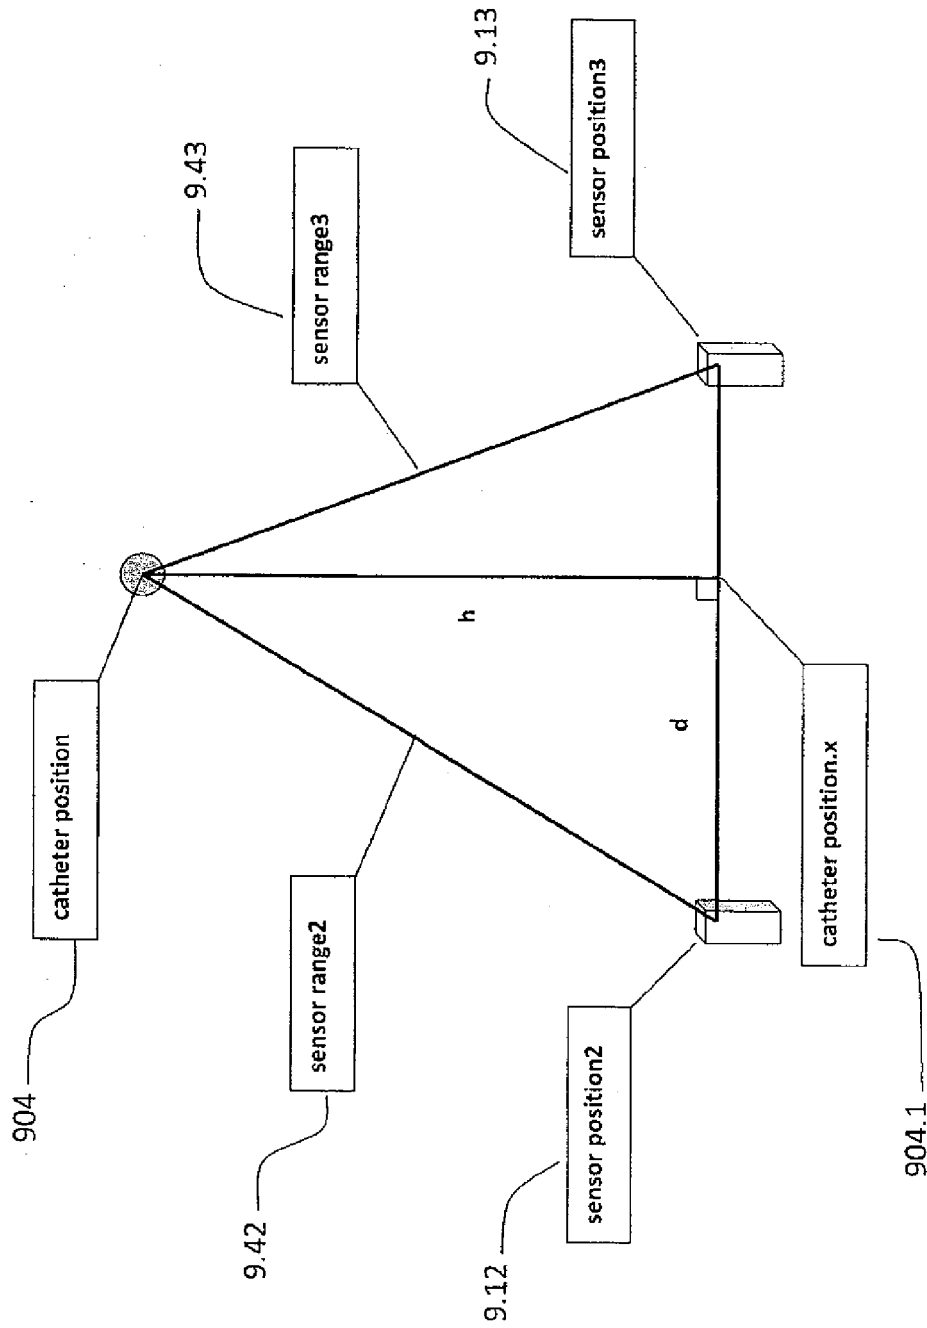 904
catheter position
9.42
sensor range2
9.43
sensor range3
h
d
9.12
sensor position2
9.13
sensor position3
904.1
catheter position.x